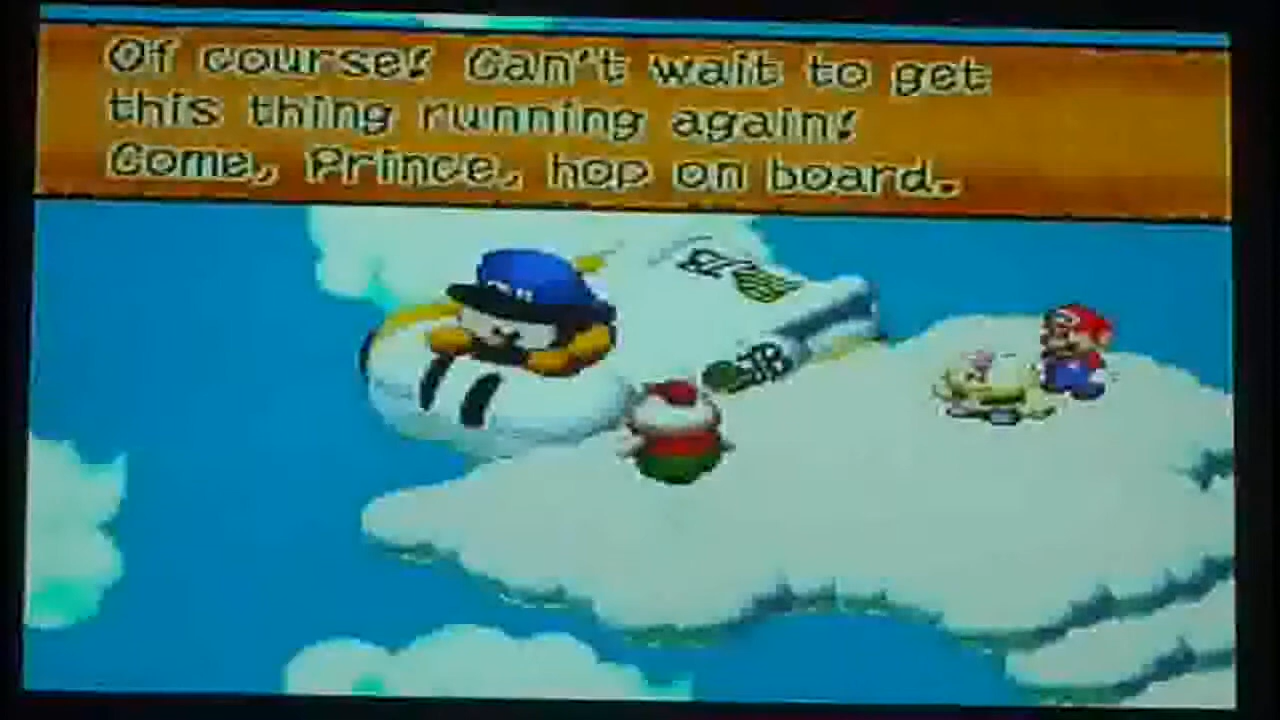 Of course! Can't wait to get
this thing running again!
Come, Prince, hop on board.